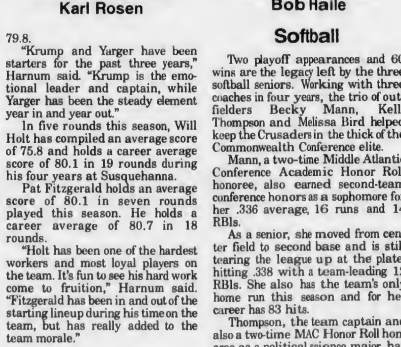 Karl Rosen
79.8.
"Krump and Yarger have been
starters for the past three years,"
Harnum said. "Krump is the emo-
tional leader and captain, while
Yarger has been the steady element
year in and year out."
In five rounds this season, Will
Holt has compiled an average score
of 75.8 and holds a career average
score of 80.1 in 19 rounds during
his four years at Susquehanna.
Pat Fitzgerald holds an average
score of 80.1 in seven rounds
played this season. He holds a
career average of 80.7 in 18
rounds.
"Holt has been one of the hardest
workers and most loyal players on
the team. It's fun to see his hard work
come to fruition," Harnum said.
"Fitzgerald has been in and out of the
starting lineup during his time on the
team, but has really added to the
team morale."
Bob Haile
Softball
Two playoff appearances and 60
wins are the legacy left by the three
softball seniors. Working with three
coaches in four years, the trio of out-
fielders Becky Mann, Kell
Thompson and Melissa Bird helped
keep the Crusaders in the thick of the
Commonwealth Conference elite.
Mann, a two-time Middle Atlantic
Conference Academic Honor Roll
honoree, also earned second-team
conference honors as a sophomore for
her .336 average, 16 runs and 14
RBIs.
As a senior, she moved from cen-
ter field to second base and is still
tearing the league up at the plate,
hitting .338 with a team-leading 12
RBIs. She also has the team's only
home run this season and for her
career has 83 hits.
Thompson, the team captain and
also a two-time MAC Honor Roll hon-